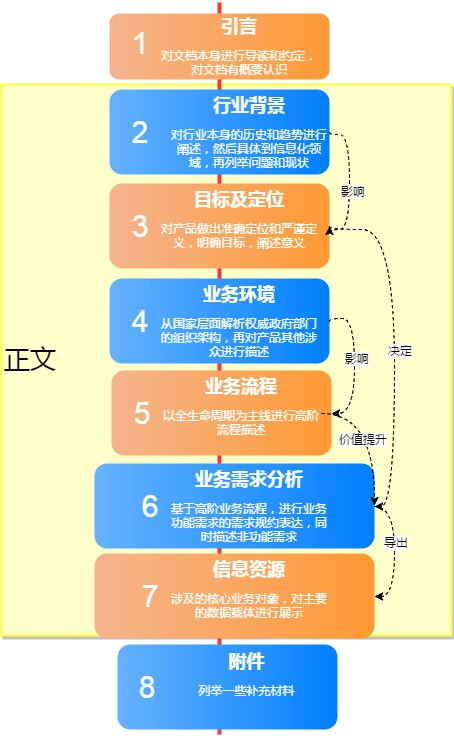 引言
1
对文档本身进行导读和约定,
对文档有概要认识
行业背景
2
对行业本身的历史和趋势进行
阐述，然后具体到信息化领
域，再列举问题和现状
影响
目标及定位
3
对产品做出准确定位和严谨定
义，明确目标，阐述意义
业务环境
4
从国家层面解析权威政府部门
的组织架构，再对产品其他涉
众进行描述
影响
决定
正文
业务流程
5
以全生命周期为主线进行高阶
流程描述
价值提升
业务需求分析
6
基于高阶业务流程，进行业务
功能需求的需求规约表达，同
时描述非功能需求
导出
信息资源
7
涉及的核心业务对象，对主要
的数据载体进行展示
附件
8
列举一些补充材料